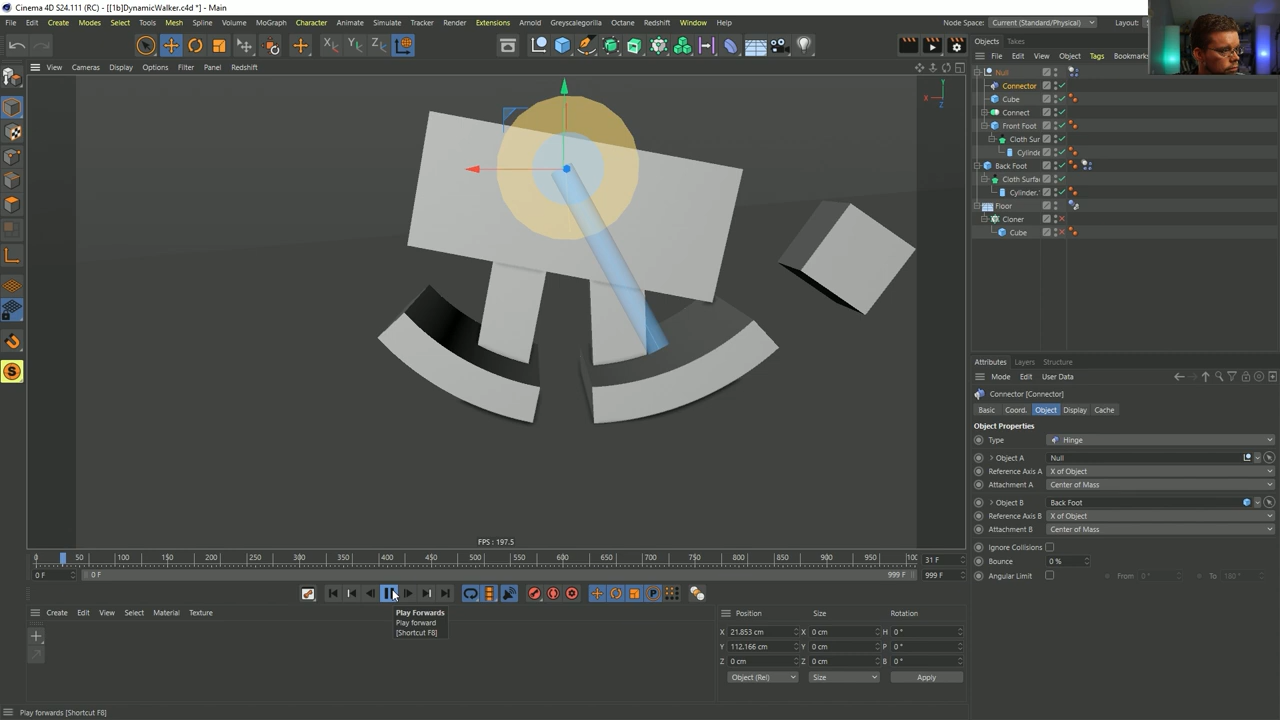 Cinema 4D S24.111 (RC) - [[1b]DynamicWalker.c4d *] - Main
File Create Modes Select Tools Mesh Spline Volume MoGraph Character Animate Simulate Tracker Render Extensions Arnold Greyscalegorilla Octane Redshift Window Help Node Space: Current (Standard/Physical) Layout:
View Cameras Display Options Filter Panel Redshift
Objects Takes
File Edit View Object Tags Bookmarks
Null
Connector
Cube
Connect
Front Foot
Cloth Sur
Cylinde
Back Foot
Cloth Surfa
Cylinder.
Floor
Cloner
Cube
FPS : 197.5
0 50 100 150 200 250 300 350 400 450 500 550 600 650 700 750 800 850 900 950 100 31 F
0 F 0 F 999 F 999 F
Play Forwards
Play forward
[Shortcut F8]
Create Edit View Select Material Texture
Attributes Layers Structure
Mode Edit User Data
Connector [Connector]
Basic Coord. Object Display Cache
Object Properties
Type Hinge
Object A Null
Reference Axis A X of Object
Attachment A Center of Mass
Object B Back Foot
Reference Axis B X of Object
Attachment B Center of Mass
Ignore Collisions
Bounce 0 %
Angular Limit From 0 ° To 180 °
Position Size Rotation
X 21.853 cm X 0 cm H 0 °
Y 112.166 cm Y 0 cm P 0 °
Z 0 cm Z 0 cm B 0 °
Object (Rel) Size Apply
Play forwards [Shortcut F8]